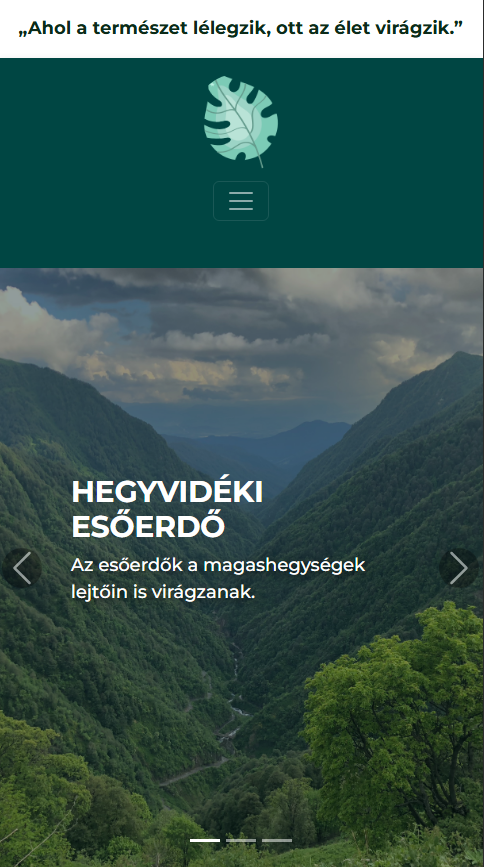 „Ahol a természet lélegzik, ott az élet virágzik.”
HEGYVIDÉKI
ESŐERDŐ
Az esőerdők a magashegységek
lejtőin is virágzanak.